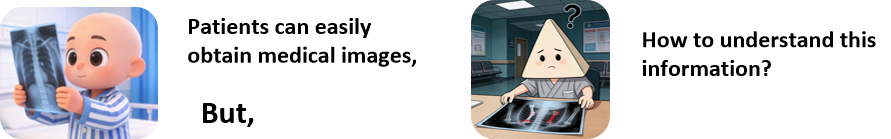 Patients can easily
obtain medical images,
But,
?
How to understand this
information?